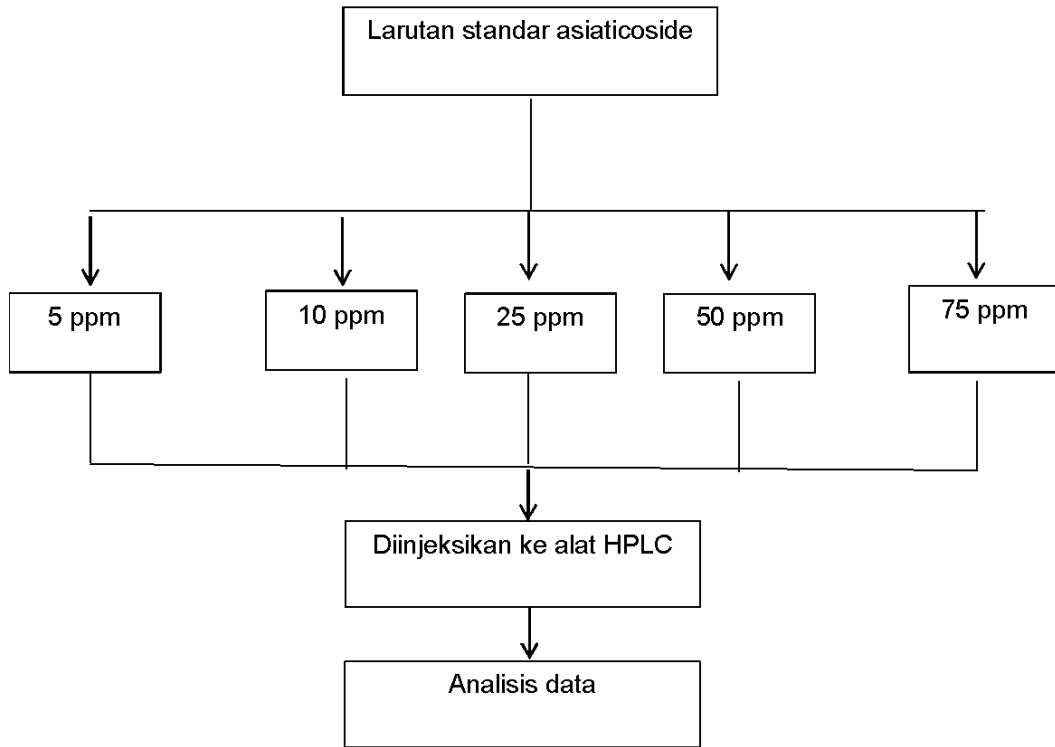 Larutan standar asiaticoside
5 ppm
10 ppm
25 ppm
50 ppm
75 ppm
Diinjeksikan ke alat HPLC
Analisis data